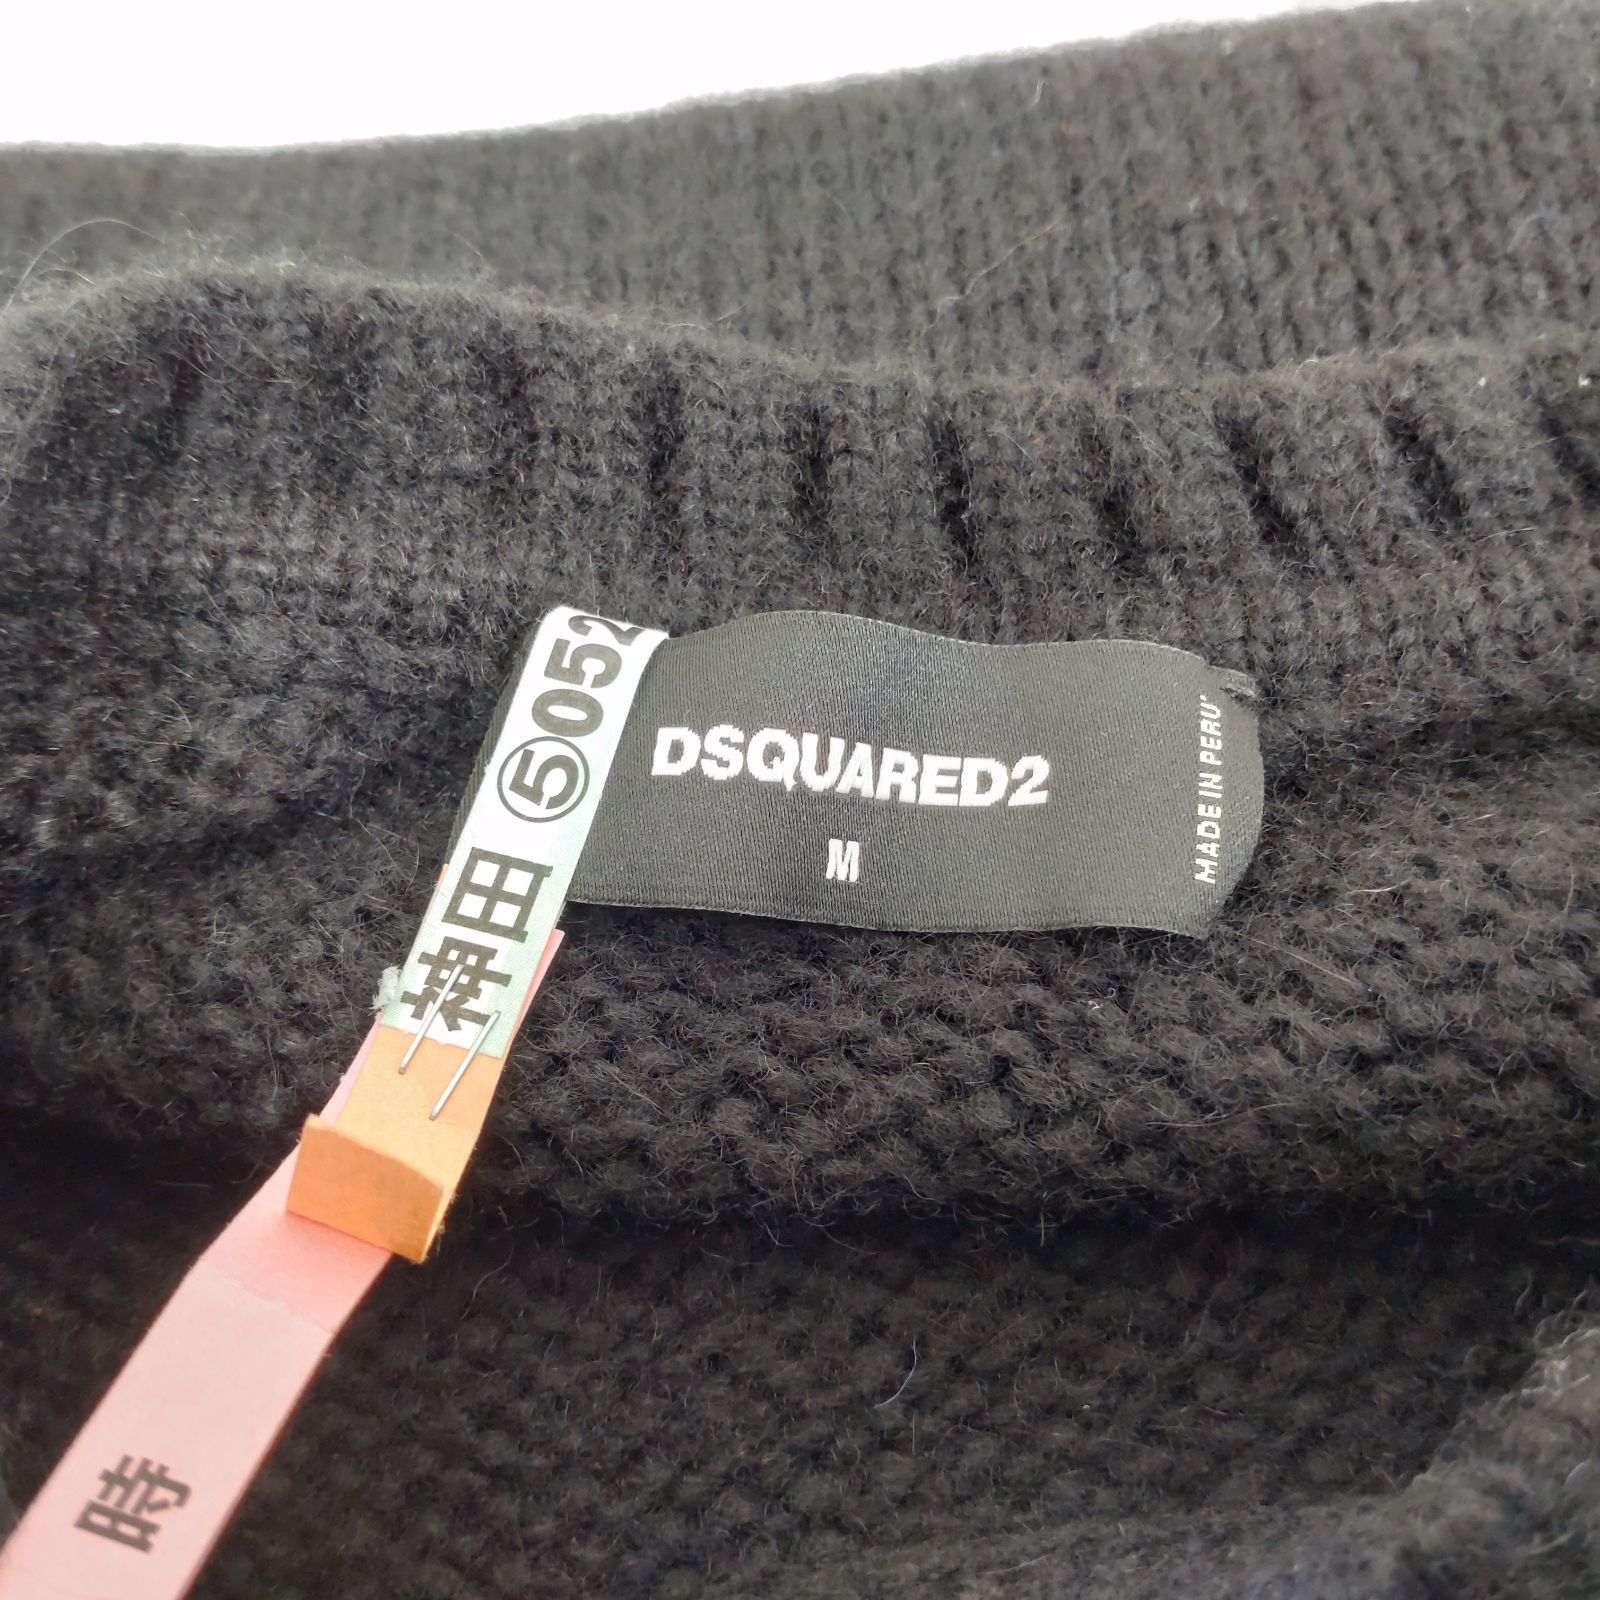 神田 ⑤052
DSQUARED2
M
MADE IN PERU'
時